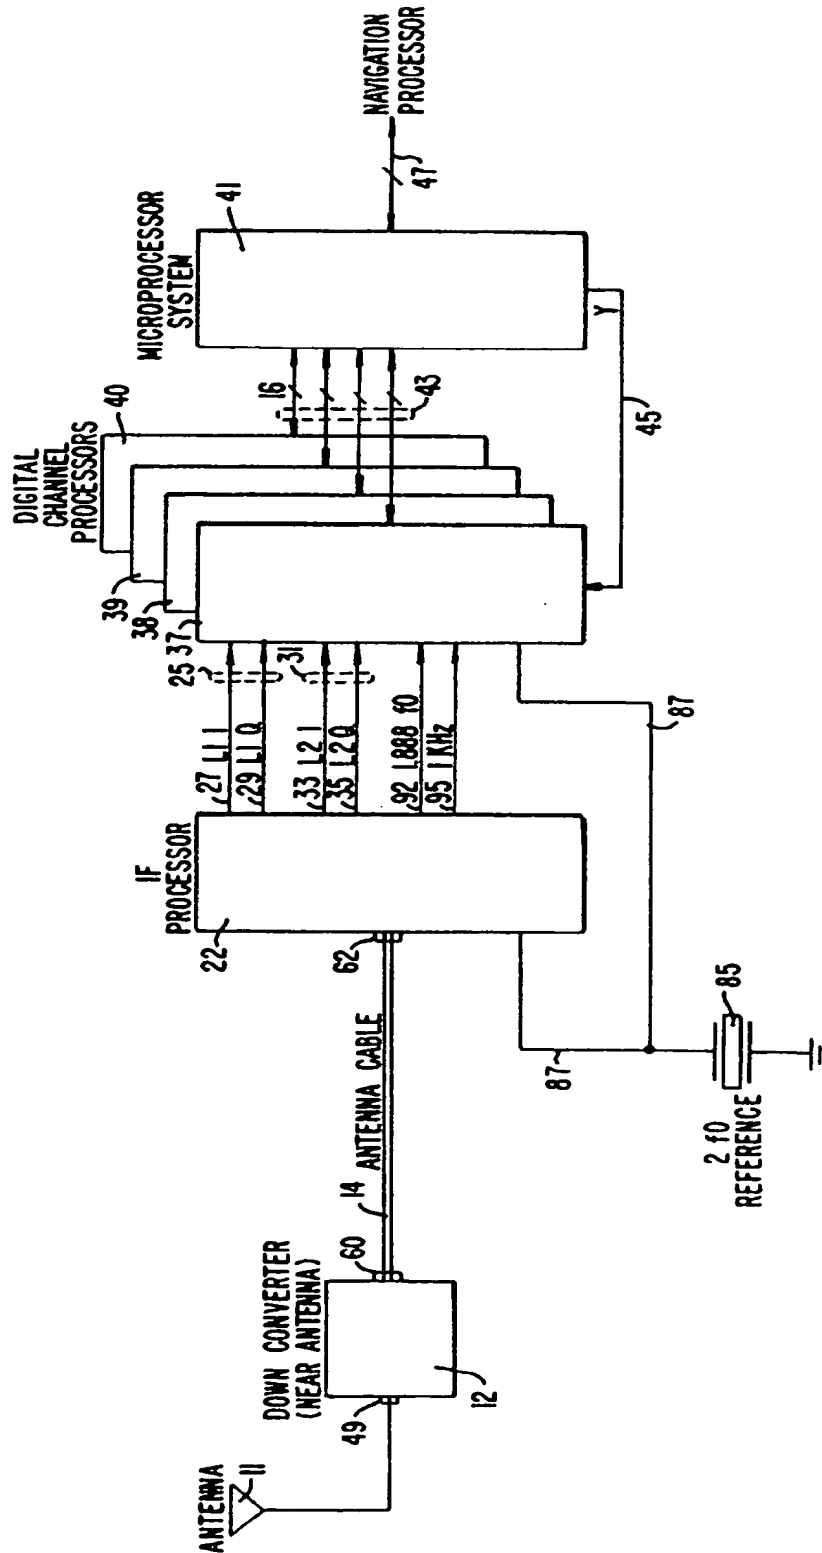 ANTENNA
11
49
DOWN CONVERTER
(NEAR ANTENNA)
12
60
14
ANTENNA CABLE
62
IF
PROCESSOR
22
27 L1 I
29 L1 Q
33 L2 I
35 L2 Q
92 1.888 f0
95 1 KHz
25
31
37
38
39
40
DIGITAL
CHANNEL
PROCESSORS
16
43
MICROPROCESSOR
SYSTEM
41
NAVIGATION
PROCESSOR
47
Y
45
87
87
85
2 f0
REFERENCE